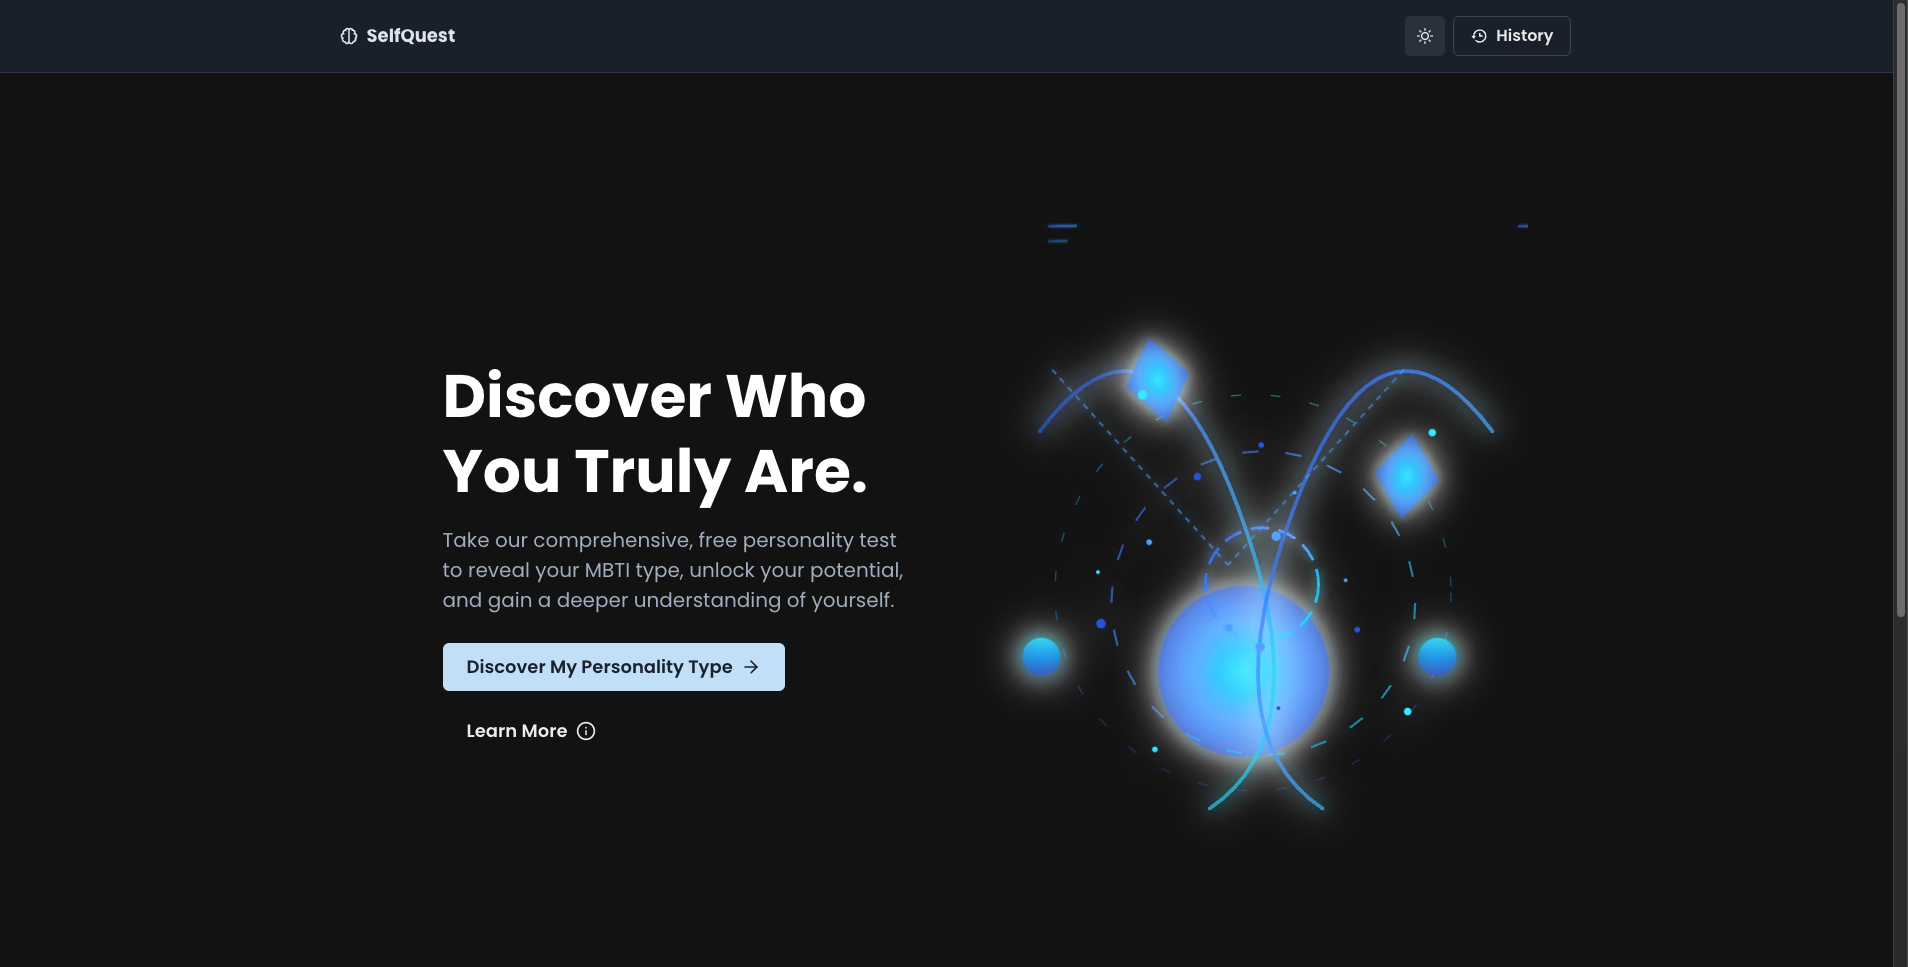 SelfQuest
History
Discover Who
You Truly Are.
Take our comprehensive, free personality test
to reveal your MBTI type, unlock your potential,
and gain a deeper understanding of yourself.
Discover My Personality Type
Learn More